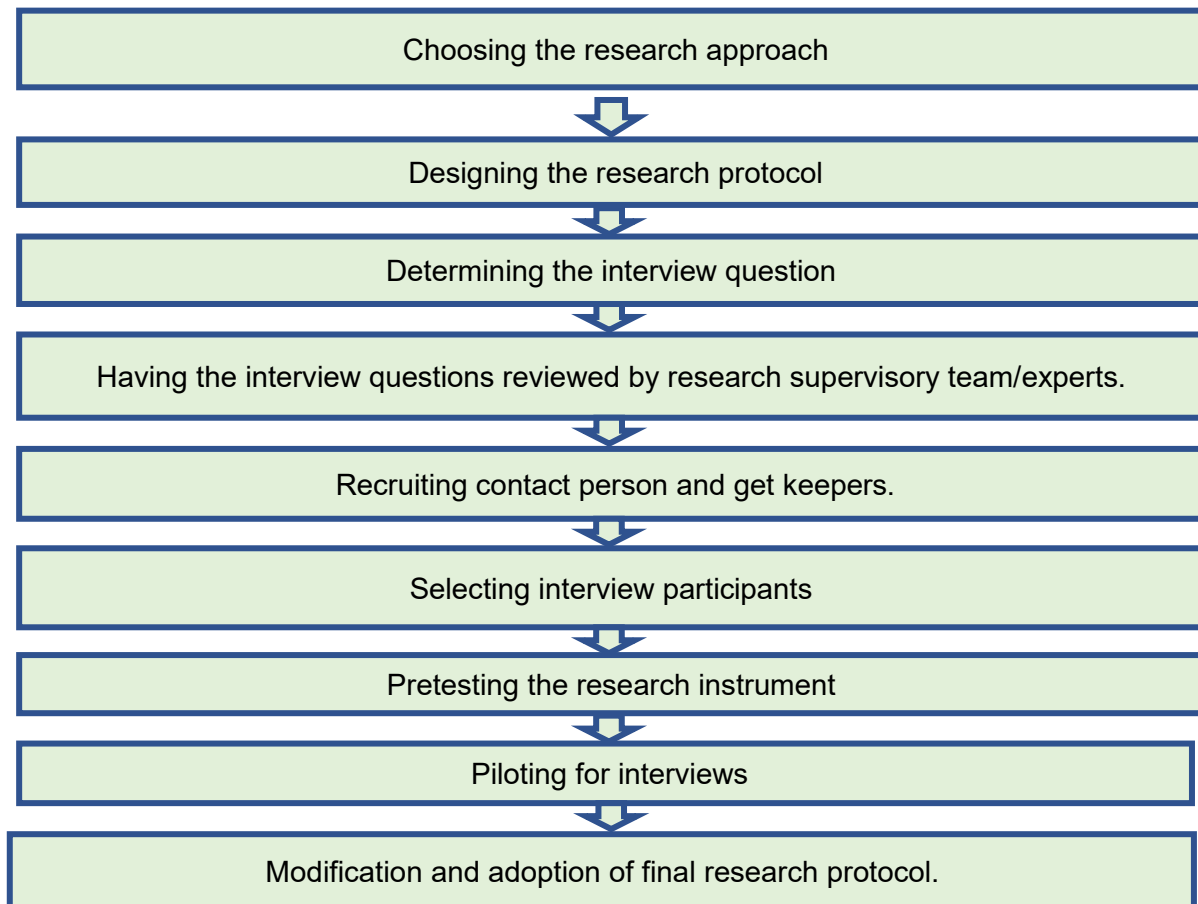 Choosing the research approach
Designing the research protocol
Determining the interview question
Having the interview questions reviewed by research supervisory team/experts.
Recruiting contact person and get keepers.
Selecting interview participants
Pretesting the research instrument
Piloting for interviews
Modification and adoption of final research protocol.